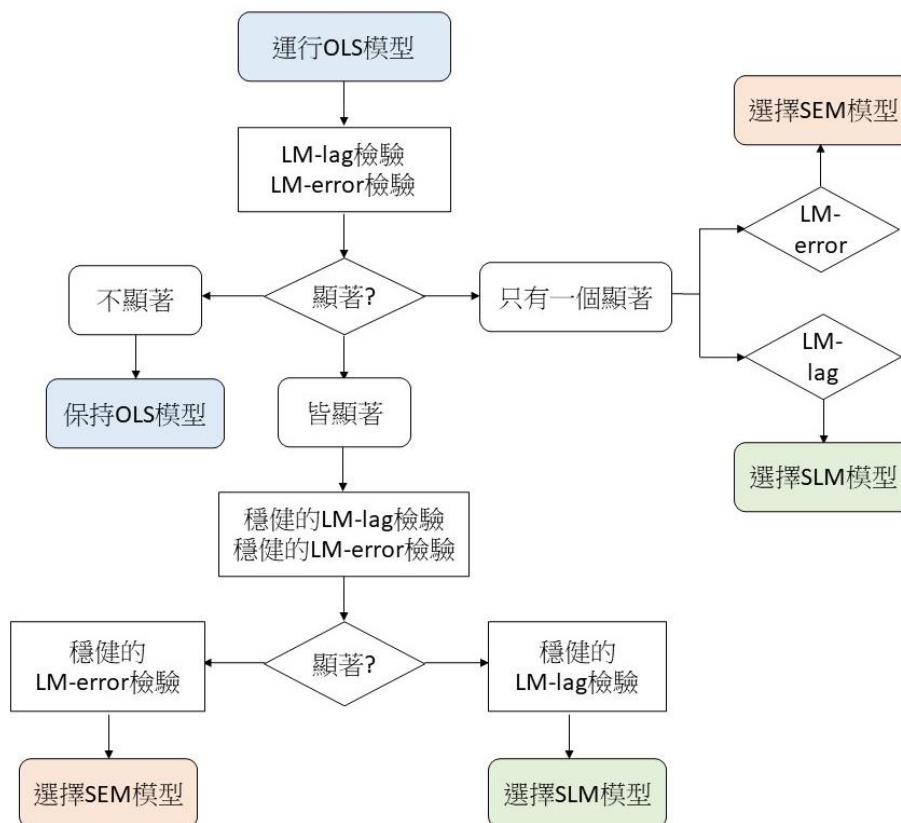 運行OLS模型
LM-lag檢驗
LM-error檢驗
顯著?
不顯著
保持OLS模型
只有一個顯著
LM-
error
選擇SEM模型
LM-
lag
選擇SLM模型
皆顯著
穩健的LM-lag檢驗
穩健的LM-error檢驗
顯著?
穩健的
LM-error檢驗
選擇SEM模型
穩健的
LM-lag檢驗
選擇SLM模型